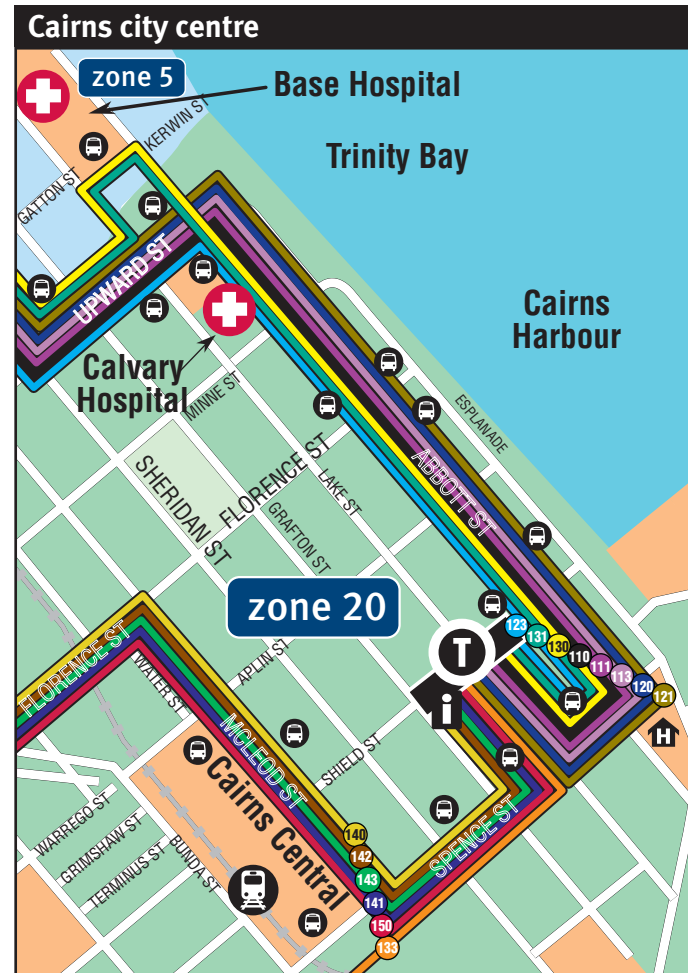 Cairns city centre
zone 5
Base Hospital
KERWIN ST
Trinity Bay
GATTON ST
UPWARD ST
Cairns
Harbour
Calvary
Hospital
MINNE ST
ESPLANADE
ABBOTT ST
FLORENCE ST
SHERIDAN ST
LAKE ST
GRAFTON ST
zone 20
123
131
130
110
111
113
120
121
T
i
H
FLORENCE ST
WATER ST
APLIN ST
MCLEOD ST
SHIELD ST
Cairns Central
SPENCE ST
WARREGO ST
GRIMSHAW ST
TERMINUS ST
BUNDA ST
140
142
143
141
150
133